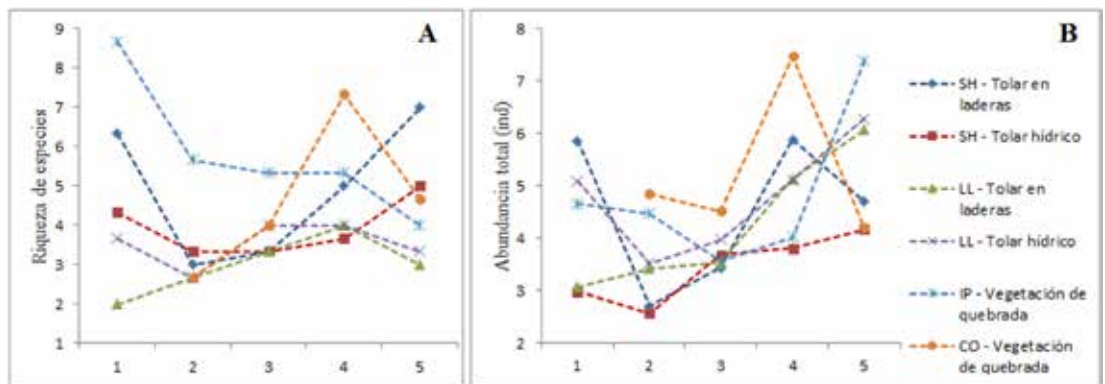 A
Riqueza de especies
9
8
7
6
5
4
3
2
1
1 2 3 4 5
B
Abundancia total (ind)
8
7
6
5
4
3
2
1 2 3 4 5
SH - Tolar en
laderas
SH - Tolar hídrico
LL - Tolar en
laderas
LL - Tolar hídrico
IP - Vegetación de
quebrada
CO - Vegetación
de quebrada